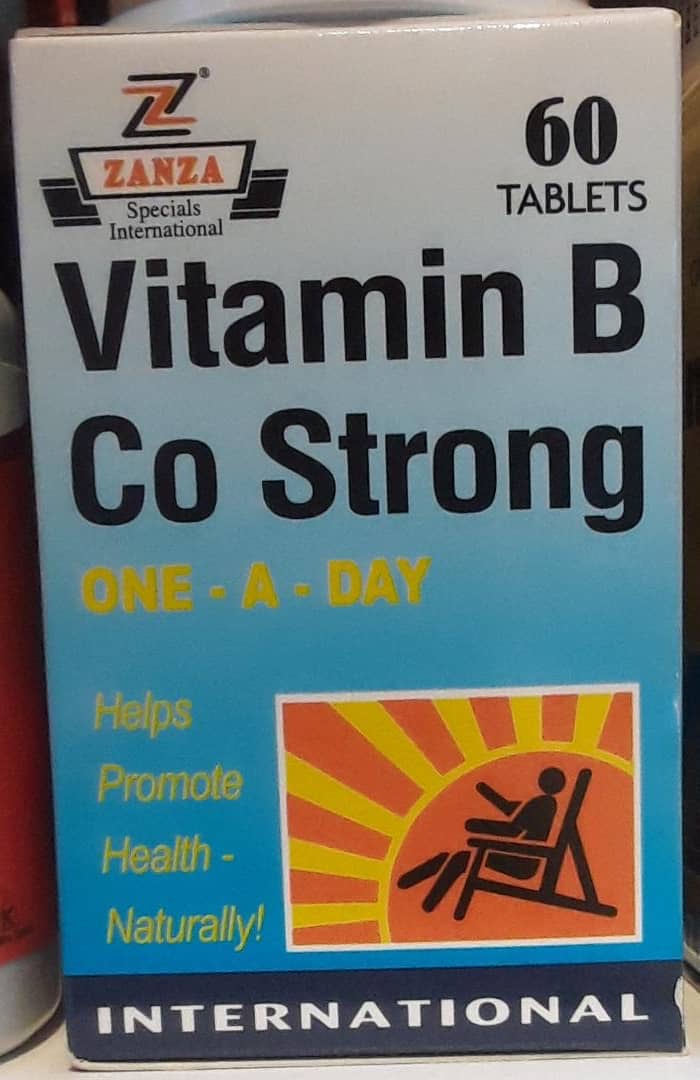 Z®
ZANZA
Specials
International
60
TABLETS
Vitamin B
Co Strong
ONE - A - DAY
Helps
Promote
Health -
Naturally!
INTERNATIONAL